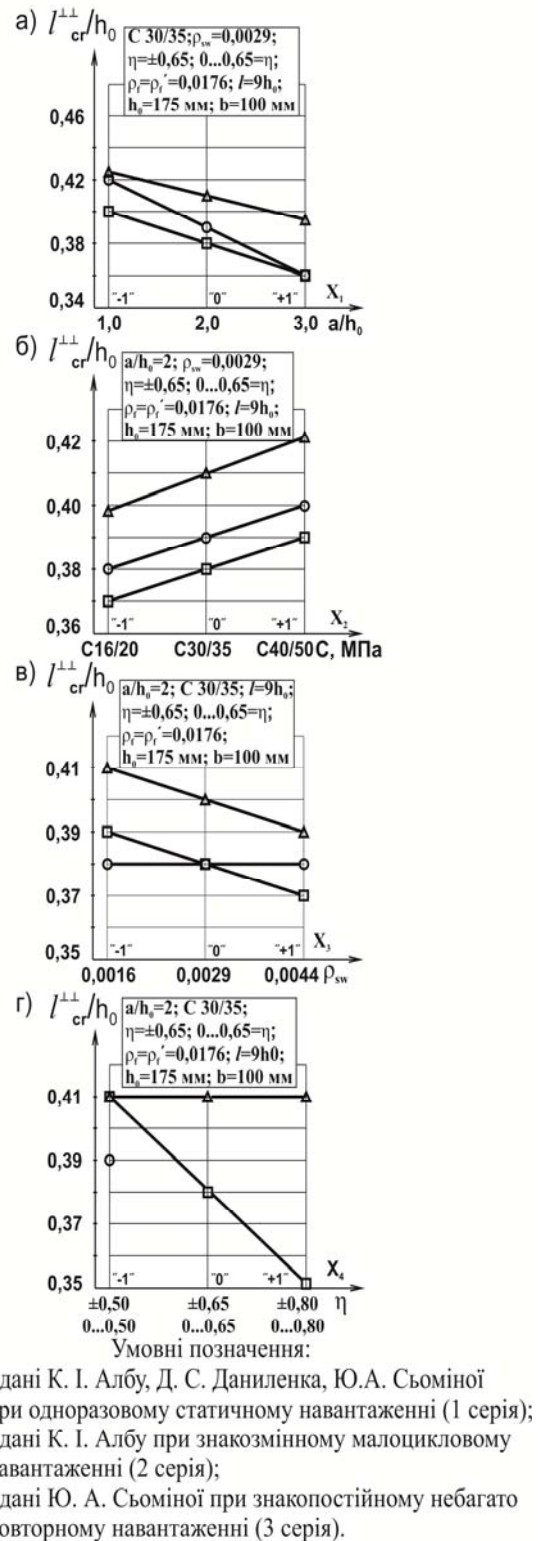 а) l⊥⊥cr/h0
C 30/35;ρsw=0,0029;
η=±0,65; 0...0,65=η;
ρf=ρf´=0,0176; l=9h0;
h0=175 мм; b=100 мм
0,46
0,42
0,38
0,34
"-1" "0" "+1" X1
1,0 2,0 3,0 a/h0
б) l⊥⊥cr/h0
a/h0=2; ρsw=0,0029;
η=±0,65; 0...0,65=η;
ρf=ρf´=0,0176; l=9h0;
h0=175 мм; b=100 мм
0,42
0,40
0,38
0,36
"-1" "0" "+1" X2
C16/20 C30/35 C40/50 C, МПа
в) l⊥⊥cr/h0
a/h0=2; C 30/35; l=9h0;
η=±0,65; 0...0,65=η;
ρf=ρf´=0,0176;
h0=175 мм; b=100 мм
0,41
0,39
0,37
0,35
"-1" "0" "+1" X3
0,0016 0,0029 0,0044 ρsw
г) l⊥⊥cr/h0
a/h0=2; C 30/35;
η=±0,65; 0...0,65=η;
ρf=ρf´=0,0176; l=9h0;
h0=175 мм; b=100 мм
0,41
0,39
0,37
0,35
"-1" "0" "+1" X4
±0,50 ±0,65 ±0,80 η
0...0,50 0...0,65 0...0,80
Умовні позначення:
дані К. І. Албу, Д. С. Даниленка, Ю.А. Сьоміної
ри одноразовому статичному навантаженні (1 серія);
дані К. І. Албу при знакозмінному малоцикловому
авантаженні (2 серія);
дані Ю. А. Сьоміної при знакопостійному небагато
овторному навантаженні (3 серія).